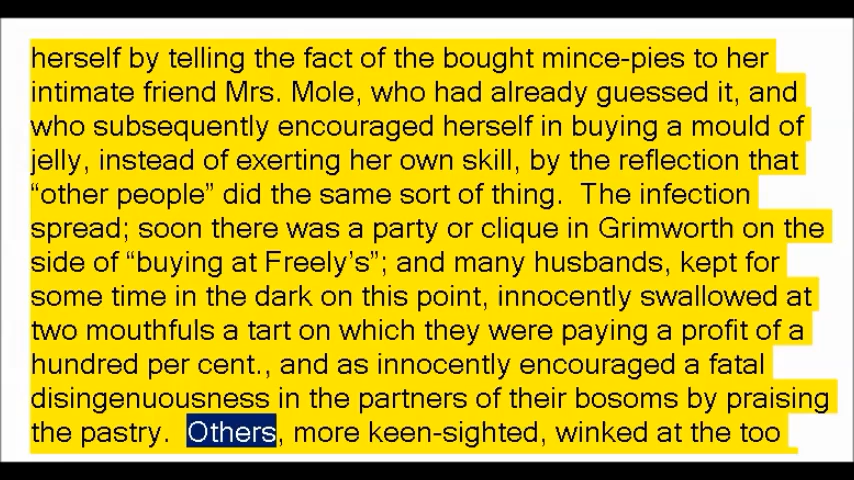 herself by telling the fact of the bought mince-pies to her
intimate friend Mrs. Mole, who had already guessed it, and
who subsequently encouraged herself in buying a mould of
jelly, instead of exerting her own skill, by the reflection that
“other people” did the same sort of thing.  The infection
spread; soon there was a party or clique in Grimworth on the
side of “buying at Freely’s”; and many husbands, kept for
some time in the dark on this point, innocently swallowed at
two mouthfuls a tart on which they were paying a profit of a
hundred per cent., and as innocently encouraged a fatal
disingenuousness in the partners of their bosoms by praising
the pastry.  Others, more keen-sighted, winked at the too